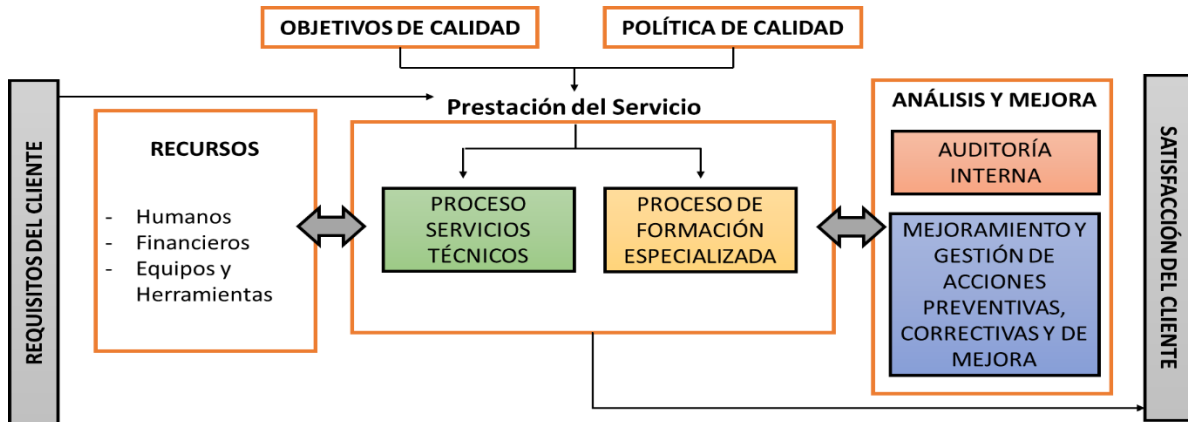 OBJETIVOS DE CALIDAD
POLÍTICA DE CALIDAD
REQUISITOS DEL CLIENTE
Prestación del Servicio
RECURSOS
- Humanos
- Financieros
- Equipos y
Herramientas
PROCESO
SERVICIOS
TÉCNICOS
PROCESO DE
FORMACIÓN
ESPECIALIZADA
ANÁLISIS Y MEJORA
AUDITORÍA
INTERNA
MEJORAMIENTO Y
GESTIÓN DE
ACCIONES
PREVENTIVAS,
CORRECTIVAS Y DE
MEJORA
SATISFACCIÓN DEL CLIENTE